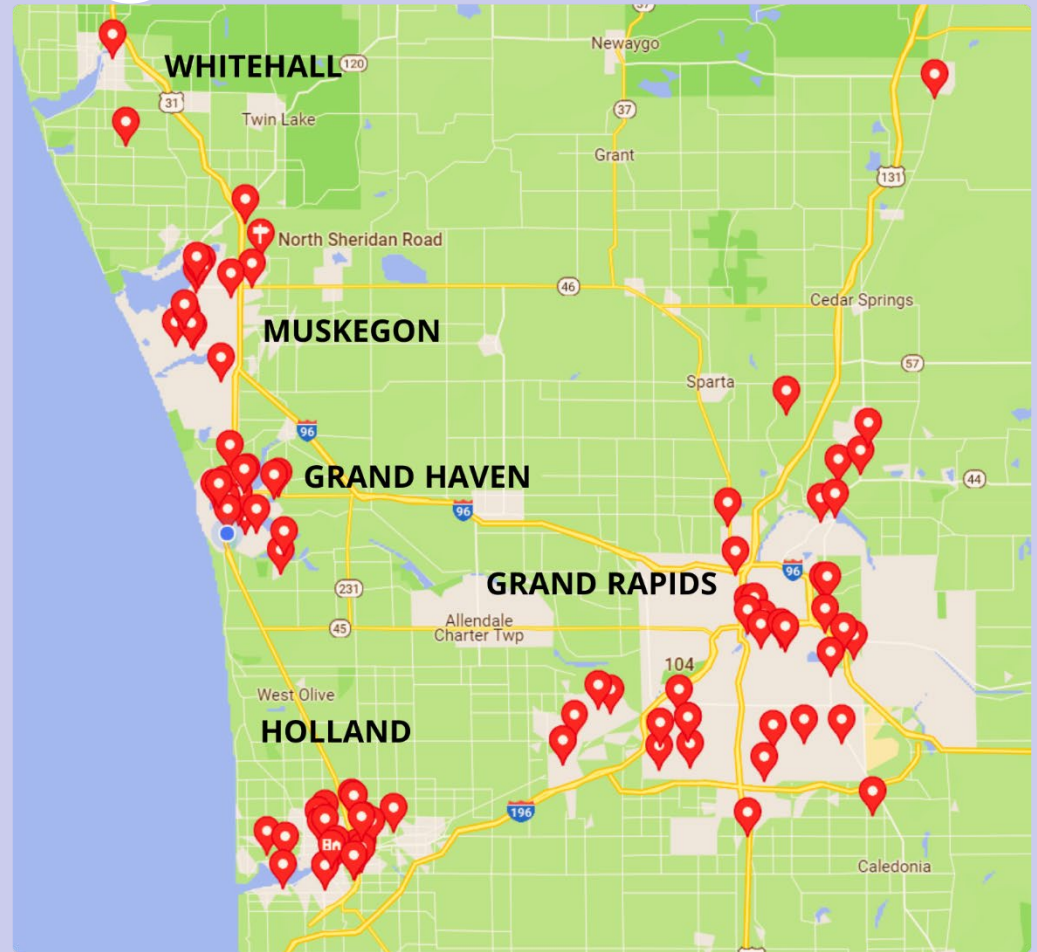 37
Newaygo
WHITEHALL
120
31
37
Twin Lake
Grant
131
North Sheridan Road
46
Cedar Springs
MUSKEGON
57
Sparta
96
GRAND HAVEN
44
96
GRAND RAPIDS
96
231
Allendale
Charter Twp
45
104
West Olive
HOLLAND
196
Caledonia